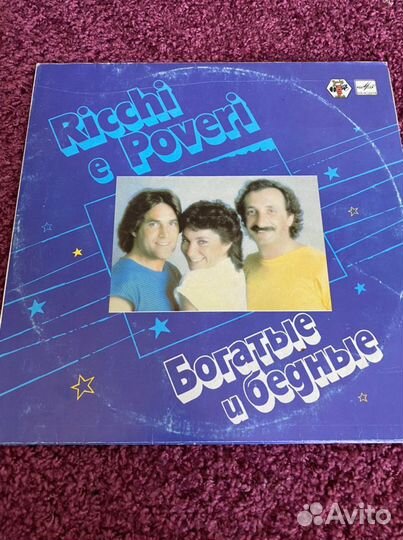 Ricchi
e Poveri
Богатые
и бедные
Avito